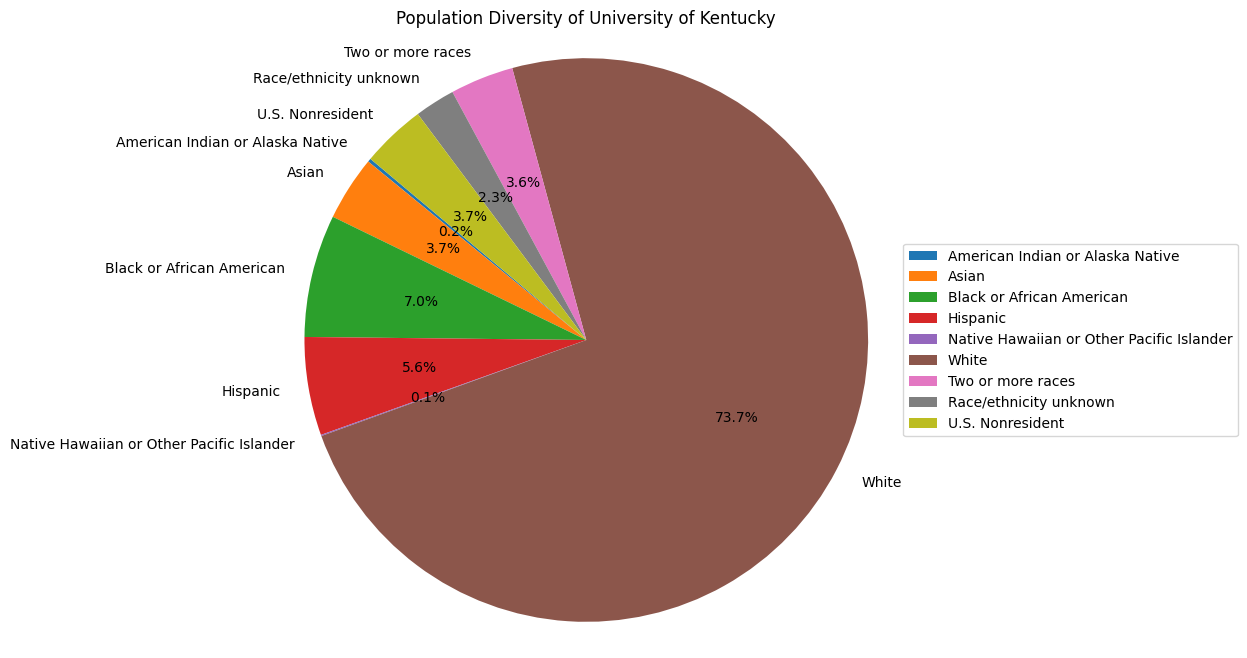 Population Diversity of University of Kentucky
Two or more races
Race/ethnicity unknown
U.S. Nonresident
American Indian or Alaska Native
Asian
Black or African American
Hispanic
Native Hawaiian or Other Pacific Islander
White
3.6%
2.3%
3.7%
0.2%
3.7%
7.0%
5.6%
0.1%
73.7%
American Indian or Alaska Native
Asian
Black or African American
Hispanic
Native Hawaiian or Other Pacific Islander
White
Two or more races
Race/ethnicity unknown
U.S. Nonresident